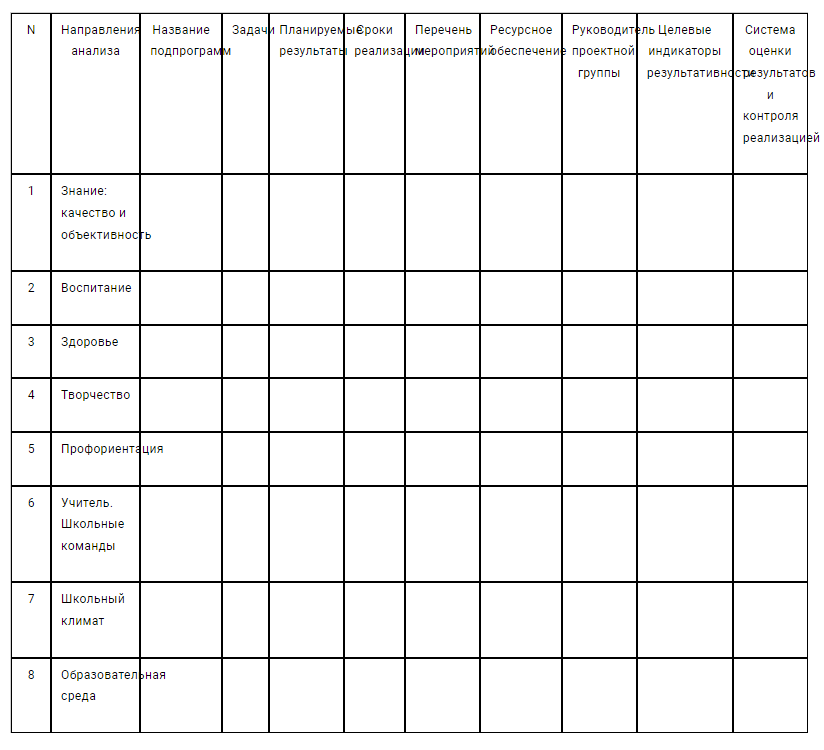 N
Направления
анализа
Название
подпрограмм
Задачи
Планируемые
результаты
Сроки
реализации
Перечень
мероприятий
Ресурсное
обеспечение
Руководитель
проектной
группы
Целевые
индикаторы
результативности
Система
оценки
результатов
и
контроля
реализацией
1
Знание:
качество и
объективность
2
Воспитание
3
Здоровье
4
Творчество
5
Профориентация
6
Учитель.
Школьные
команды
7
Школьный
климат
8
Образовательная
среда